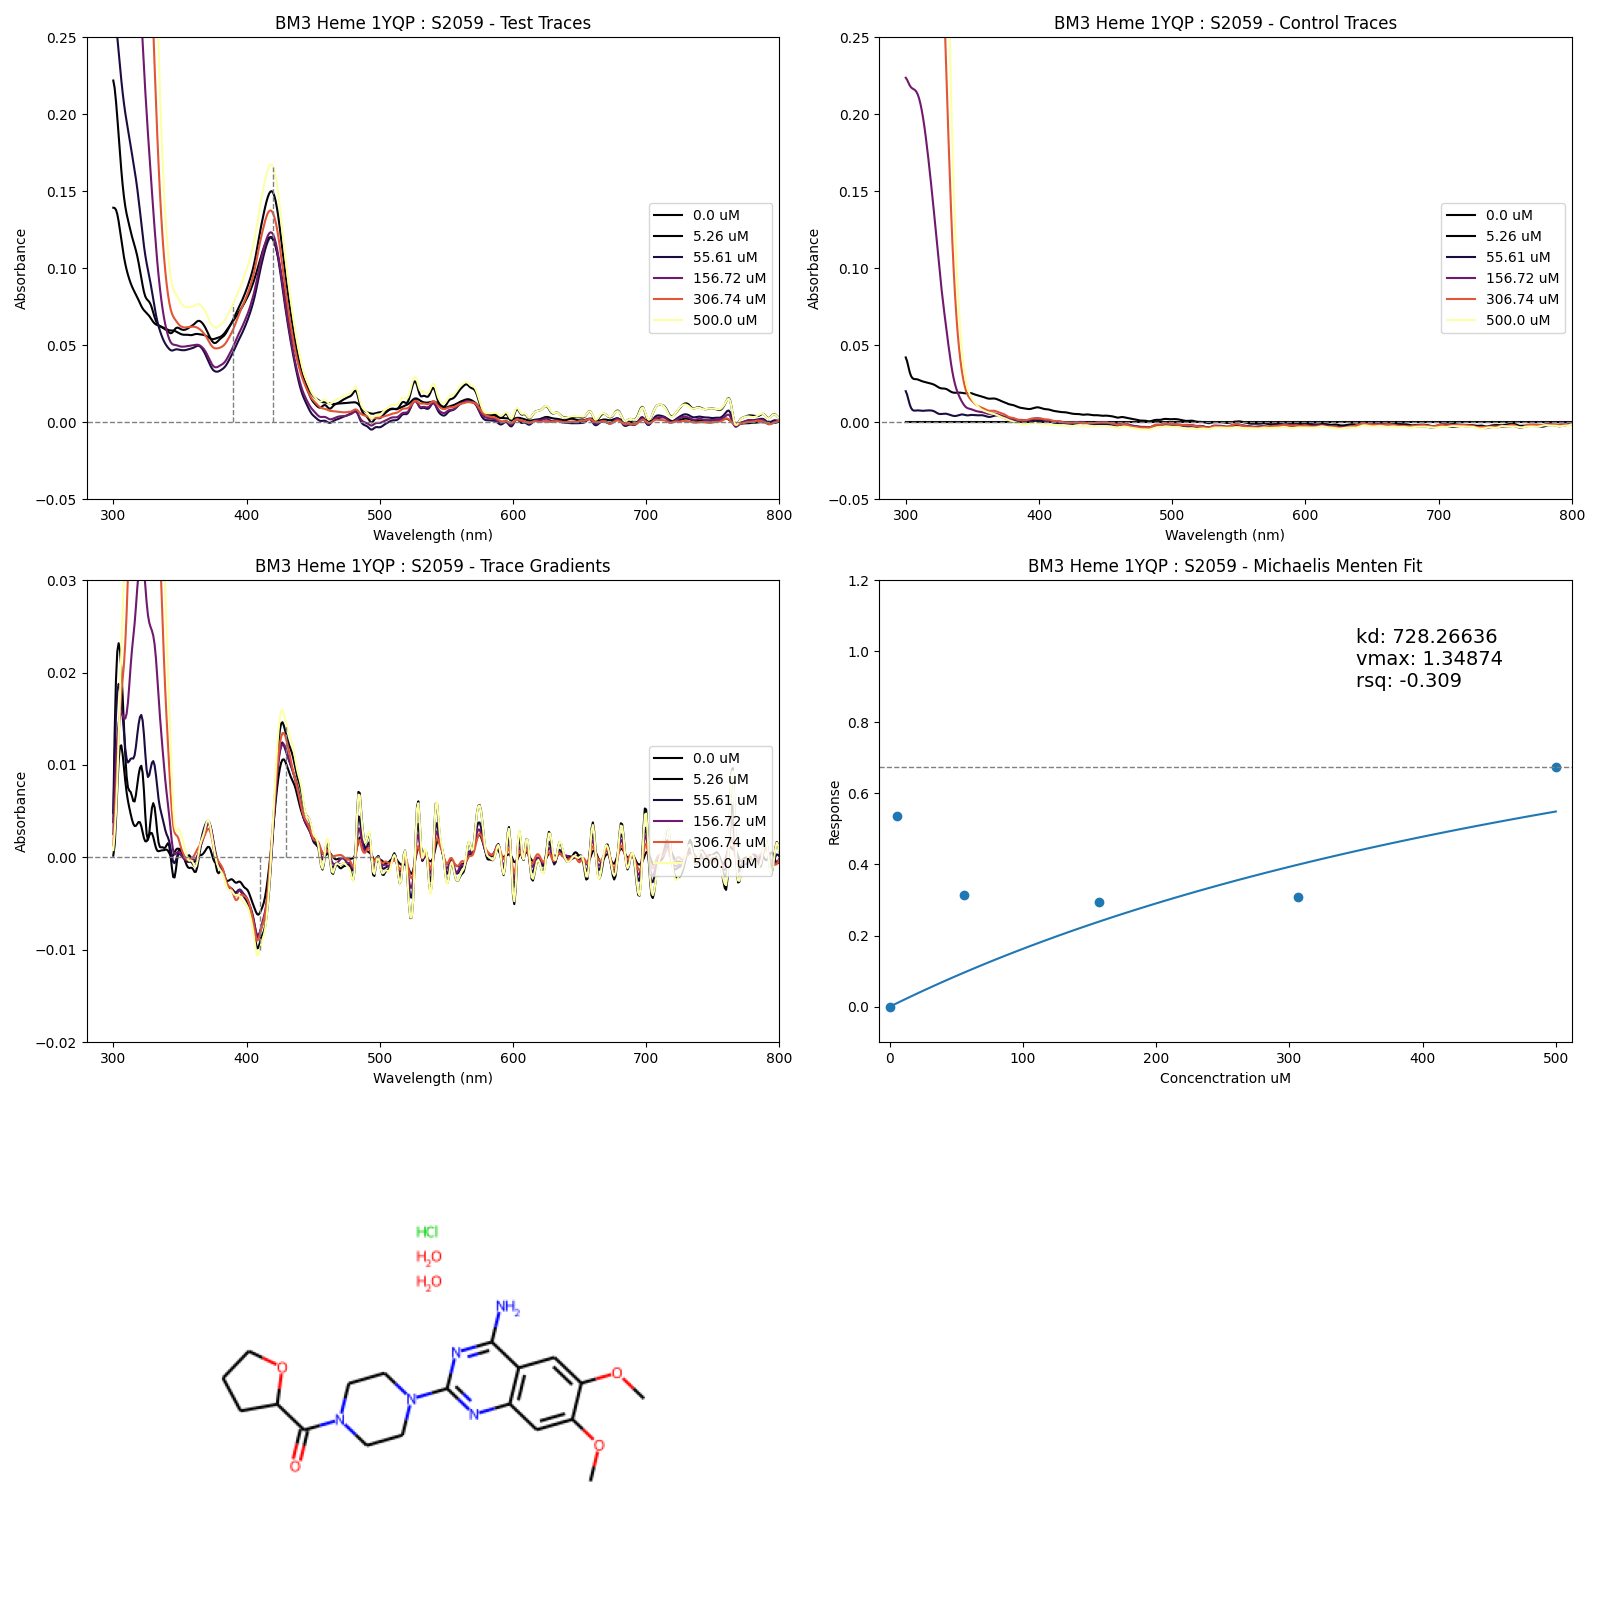 BM3 Heme 1YQP : S2059 - Test Traces
Absorbance
0.25
0.20
0.15
0.10
0.05
0.00
−0.05
300
400
500
600
700
800
Wavelength (nm)
0.0 uM
5.26 uM
55.61 uM
156.72 uM
306.74 uM
500.0 uM
BM3 Heme 1YQP : S2059 - Control Traces
Absorbance
0.25
0.20
0.15
0.10
0.05
0.00
−0.05
300
400
500
600
700
800
Wavelength (nm)
0.0 uM
5.26 uM
55.61 uM
156.72 uM
306.74 uM
500.0 uM
BM3 Heme 1YQP : S2059 - Trace Gradients
Absorbance
0.03
0.02
0.01
0.00
−0.01
−0.02
300
400
500
600
700
800
Wavelength (nm)
0.0 uM
5.26 uM
55.61 uM
156.72 uM
306.74 uM
500.0 uM
BM3 Heme 1YQP : S2059 - Michaelis Menten Fit
Response
1.2
1.0
0.8
0.6
0.4
0.2
0.0
0
100
200
300
400
500
Concenctration uM
kd: 728.26636
vmax: 1.34874
rsq: -0.309
HCl
H2O
H2O
NH2
N
N
N
N
O
O
O
O